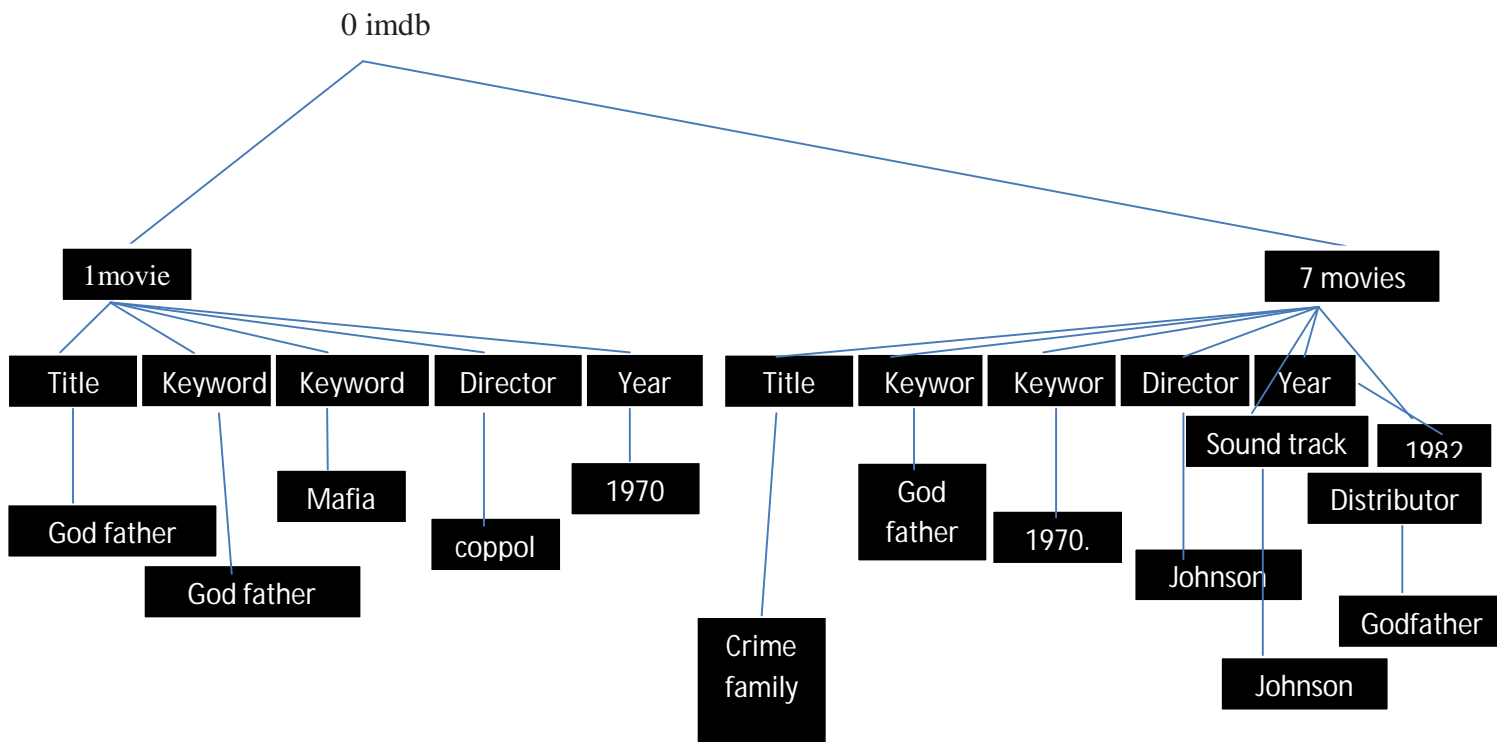 0 imdb
1movie
7 movies
Title
Keyword
Keyword
Director
Year
Title
Keywor
Keywor
Director
Year
Sound track
1982
God father
God father
Mafia
coppol
1970
Crime
family
God
father
1970.
Johnson
Johnson
Distributor
Godfather